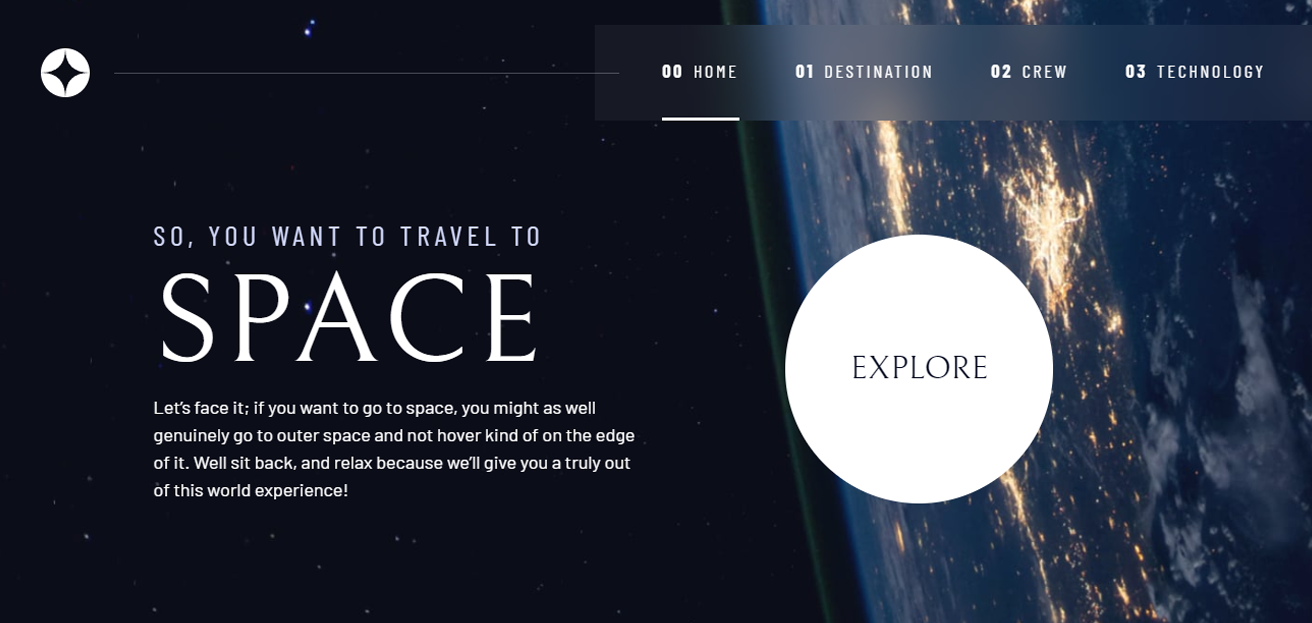 00 HOME 01 DESTINATION 02 CREW 03 TECHNOLOGY
SO, YOU WANT TO TRAVEL TO
SPACE
Let’s face it; if you want to go to space, you might as well
genuinely go to outer space and not hover kind of on the edge
of it. Well sit back, and relax because we’ll give you a truly out
of this world experience!
EXPLORE